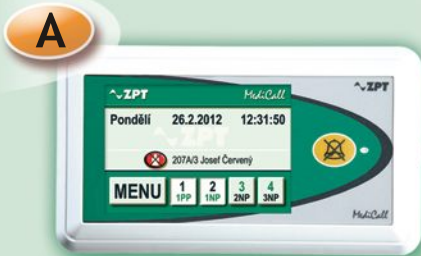 A
ZPT MediCall
ZPT
Pondělí 26.2.2012 12:31:50
ZPT
207A/3 Josef Červený
MENU 1 2 3 4
1PP 1NP 2NP 3NP
MediCall